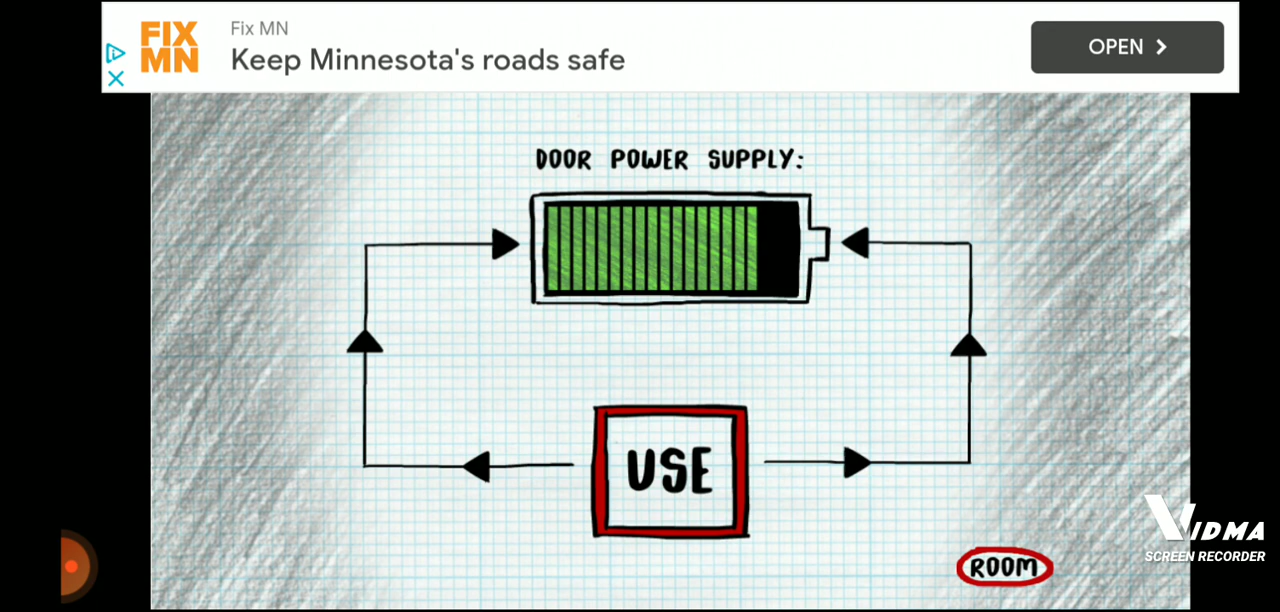 FIX
MN
Fix MN
Keep Minnesota's roads safe
OPEN
DOOR POWER SUPPLY:
USE
VIDMA
SCREEN RECORDER
ROOM